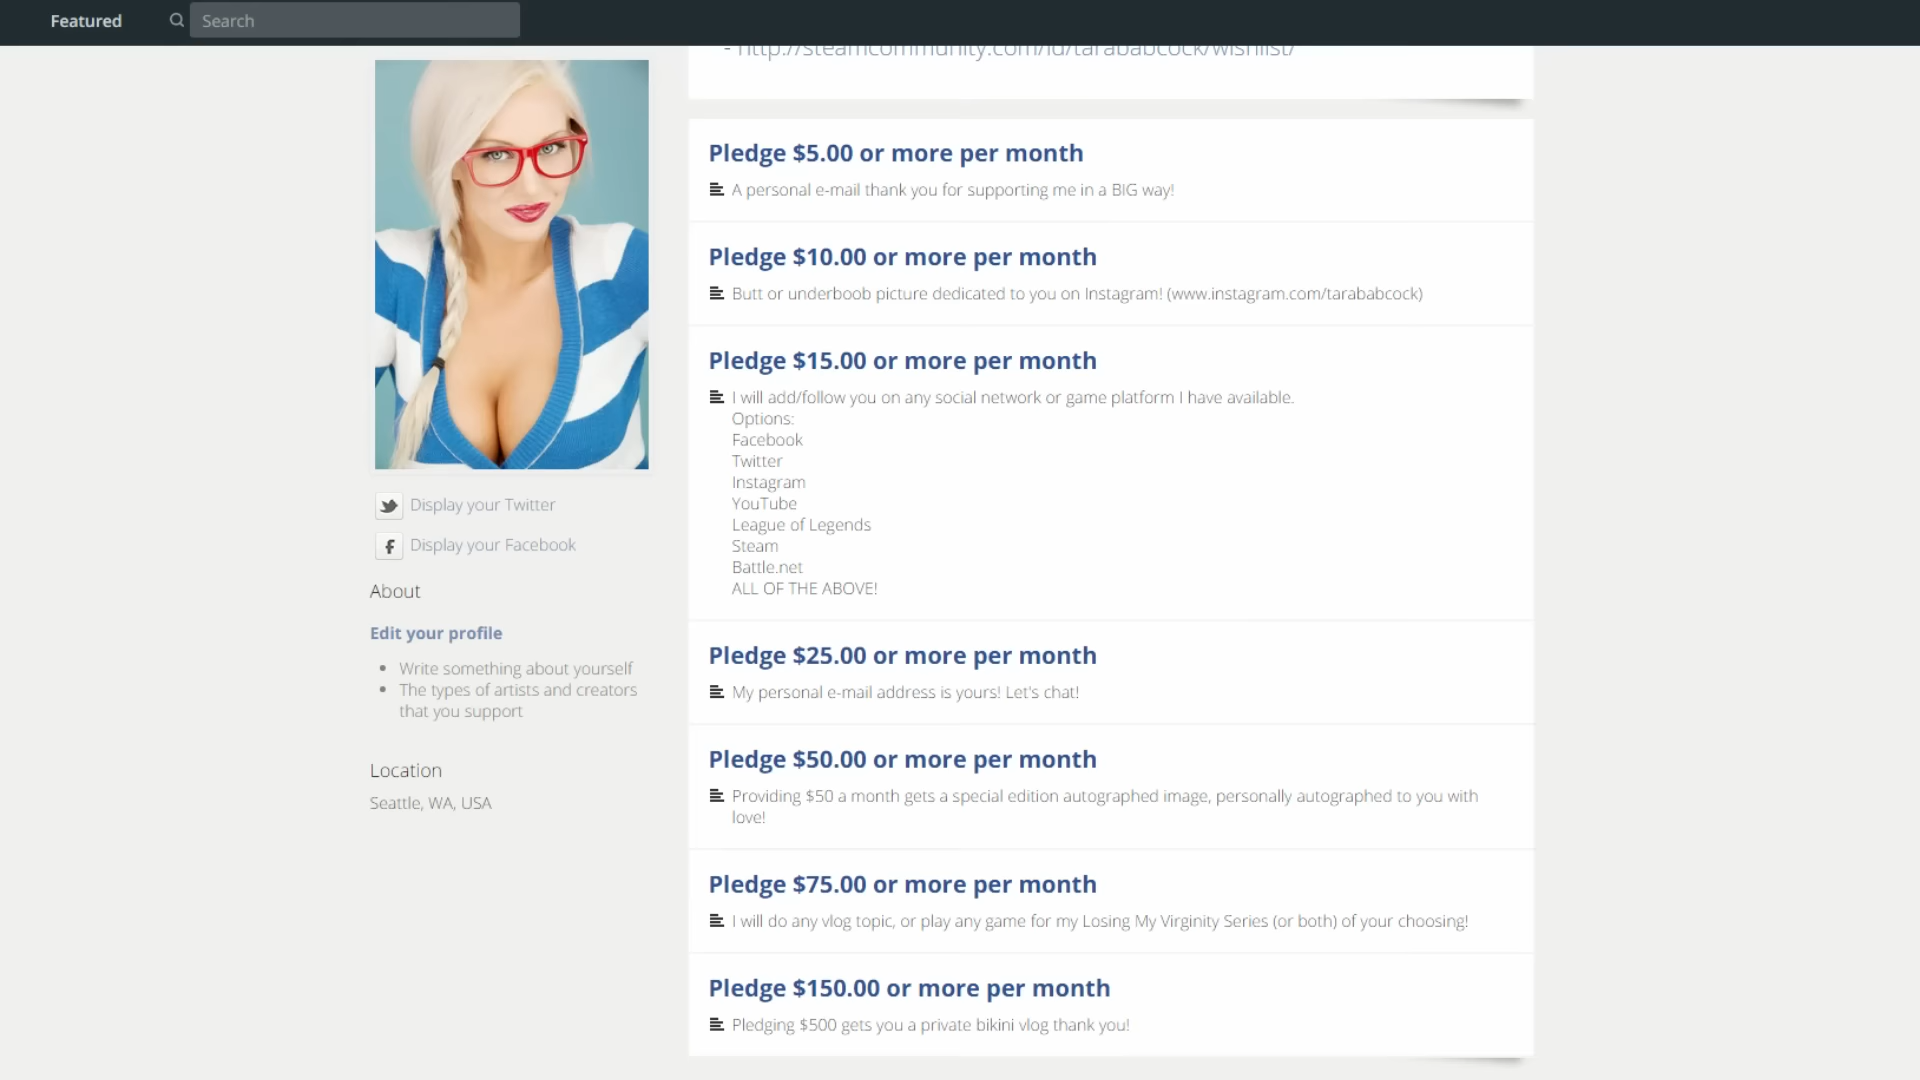 Featured
Search
- http://steamcommunity.com/id/tarababcock/wishlist/
Pledge $5.00 or more per month
A personal e-mail thank you for supporting me in a BIG way!
Pledge $10.00 or more per month
Butt or underboob picture dedicated to you on Instagram! (www.instagram.com/tarababcock)
Pledge $15.00 or more per month
I will add/follow you on any social network or game platform I have available.
Options:
Facebook
Twitter
Instagram
YouTube
League of Legends
Steam
Battle.net
ALL OF THE ABOVE!
Pledge $25.00 or more per month
My personal e-mail address is yours! Let's chat!
Pledge $50.00 or more per month
Providing $50 a month gets a special edition autographed image, personally autographed to you with
love!
Pledge $75.00 or more per month
I will do any vlog topic, or play any game for my Losing My Virginity Series (or both) of your choosing!
Pledge $150.00 or more per month
Pledging $500 gets you a private bikini vlog thank you!
Display your Twitter
Display your Facebook
About
Edit your profile
Write something about yourself
The types of artists and creators
that you support
Location
Seattle, WA, USA